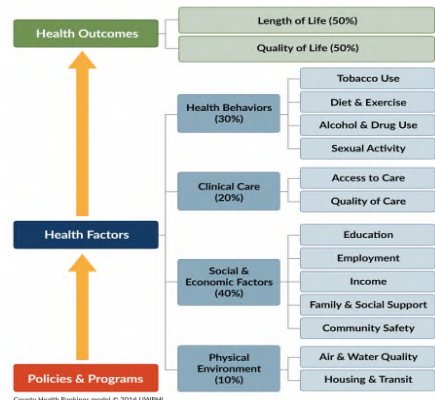 Health Outcomes
Length of Life (50%)
Quality of Life (50%)
Health Factors
Health Behaviors
(30%)
Tobacco Use
Diet & Exercise
Alcohol & Drug Use
Sexual Activity
Clinical Care
(20%)
Access to Care
Quality of Care
Social &
Economic Factors
(40%)
Education
Employment
Income
Family & Social Support
Community Safety
Physical
Environment
(10%)
Air & Water Quality
Housing & Transit
Policies & Programs
County Health Rankings model © 2014 UWPHI